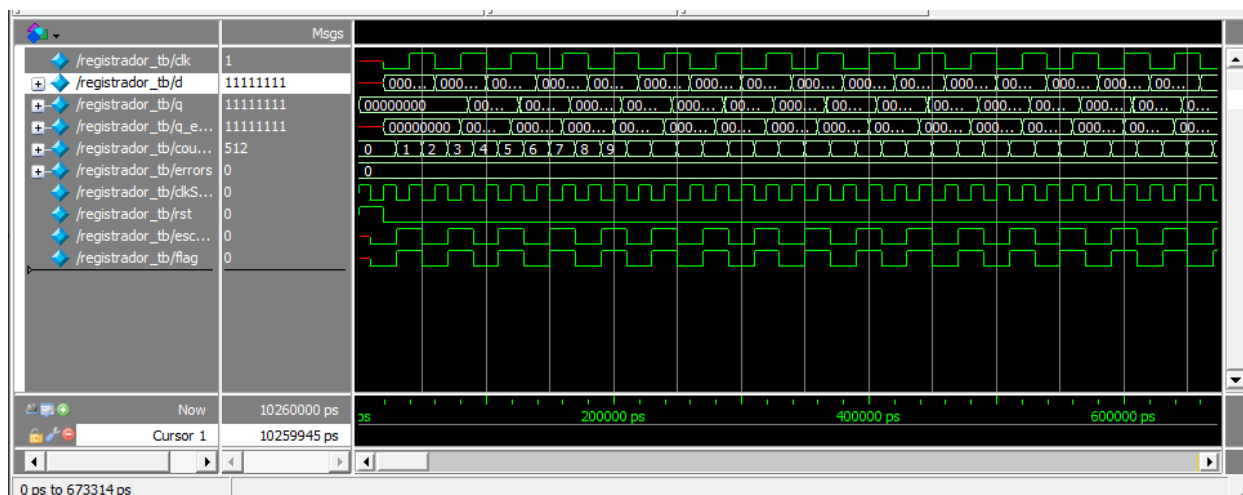 Msgs
/registrador_tb/clk 1
/registrador_tb/d 11111111 000... 000... 00... 000... 00... 000... 000... 00... 000... 000... 00... 000... 00... 000... 000... 00...
/registrador_tb/q 11111111 00000000 00... 00... 000... 00... 000... 00... 000... 00... 00... 000... 00... 000... 00... 0...
/registrador_tb/q_e... 11111111 00000000 00... 000... 000... 00... 000... 00... 000... 000... 00... 000... 000... 00... 000... 00... 00...
/registrador_tb/cou... 512 0 1 2 3 4 5 6 7 8 9
/registrador_tb/errors 0 0
/registrador_tb/clkS... 0
/registrador_tb/rst 0
/registrador_tb/esc... 0
/registrador_tb/flag 0
Now 10260000 ps ps 200000 ps 400000 ps 600000 ps
Cursor 1 10259945 ps
0 ps to 673314 ps